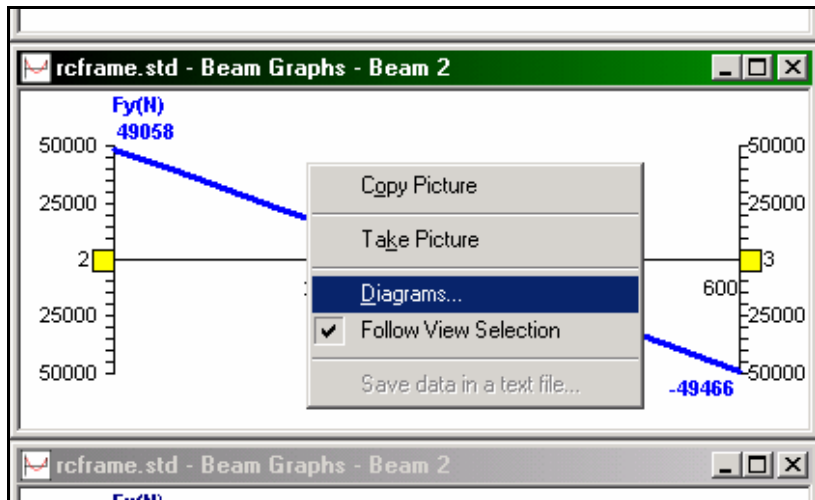 rcframe.std - Beam Graphs - Beam 2
Fy(N)
49058
50000
50000
25000
25000
2
3
600
25000
25000
50000
50000
-49466
Copy Picture
Take Picture
Diagrams...
Follow View Selection
Save data in a text file...
rcframe.std - Beam Graphs - Beam 2